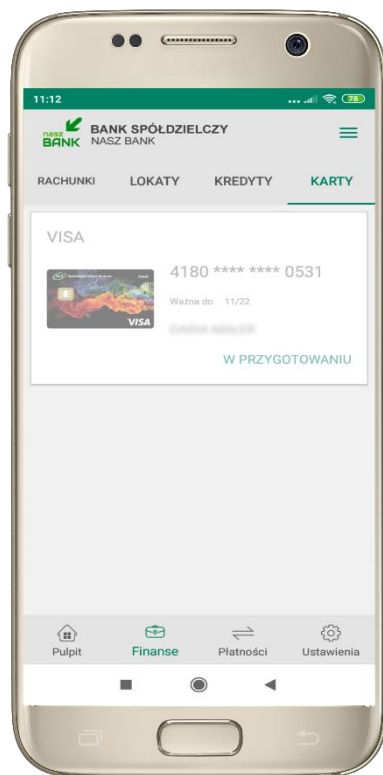 11:12
78
nasz BANK
BANK SPÓŁDZIELCZY
NASZ BANK
RACHUNKI LOKATY KREDYTY KARTY
VISA
4180 **** **** 0531
Ważna do 11/22
VISA
W PRZYGOTOWANIU
Pulpit Finanse Płatności Ustawienia